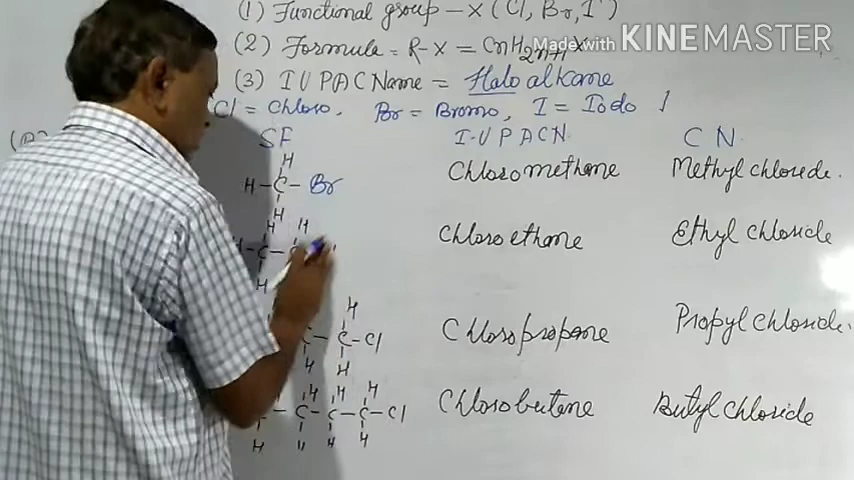 (1) Functional group - X (Cl, Br, I)
(2) Formula = R-X = CnH2n+1X
Made with KINEMASTER
(3) IUPAC Name = Halo alkane
Cl = Chloro. Br = Bromo, I = Iodo
SF I.U P A C N. C N.
H
H - C - Br Chloromethane Methyl chloride.
H
H H
H - C - Chloroethane Ethyl chloride
H
H
C - C - Cl Chloropropane Propyl chloride.
H H
H H H
C - C - C - Cl Chlorobutane Butyl chloride
H H H H